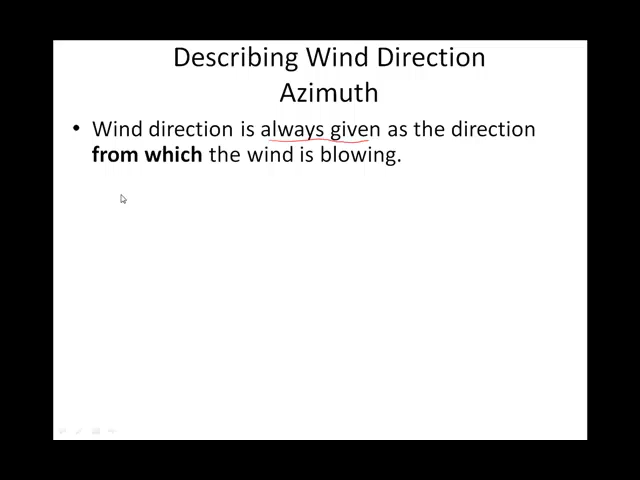 Describing Wind Direction
Azimuth
• Wind direction is always given as the direction
from which the wind is blowing.